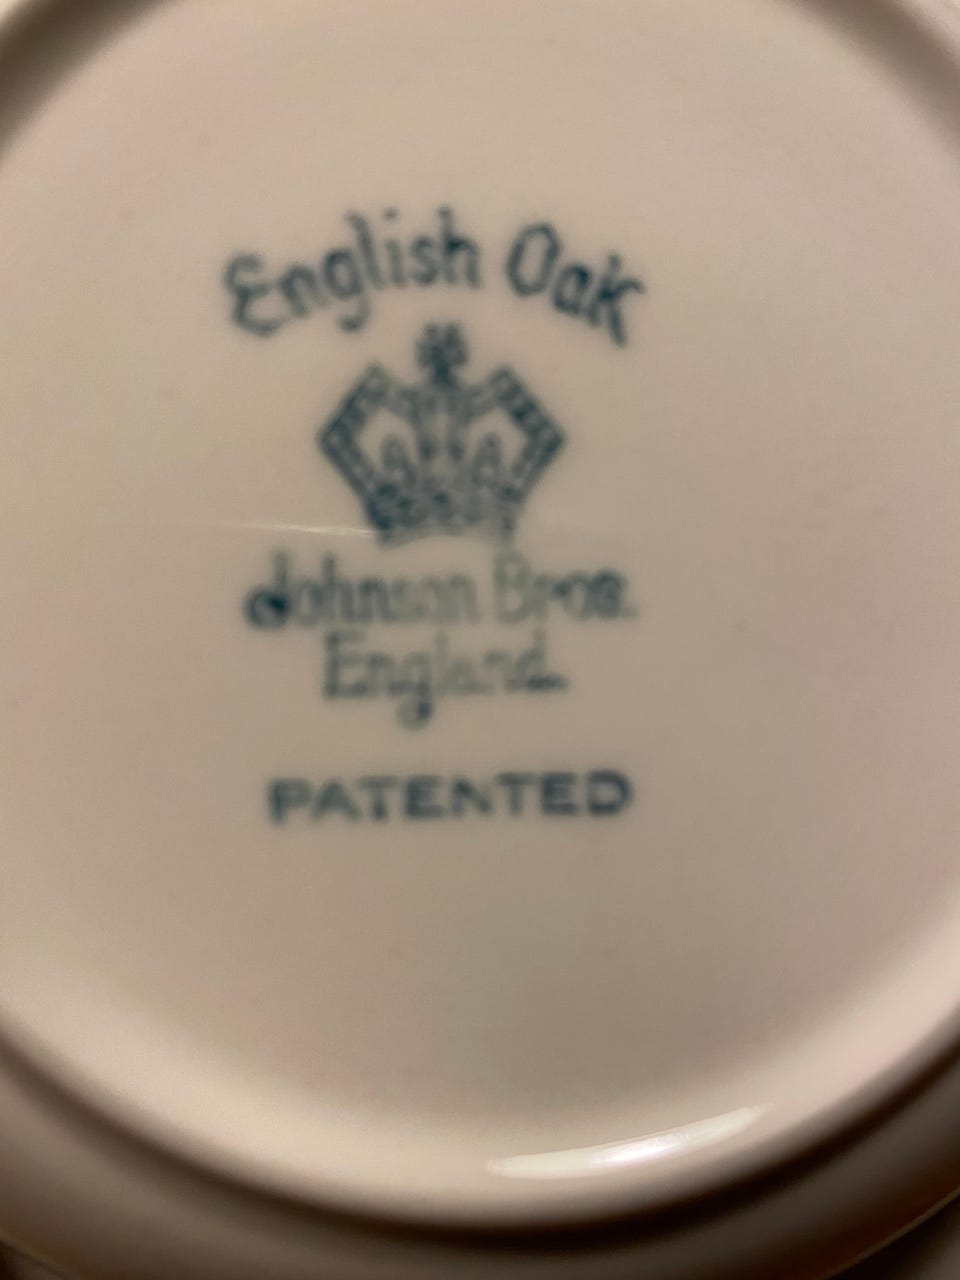 English Oak
Johnson Bros.
England.
PATENTED